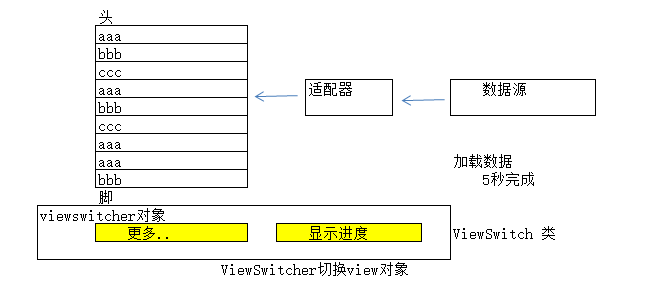 头
aaa
bbb
ccc
aaa
bbb
ccc
aaa
aaa
bbb
脚
适配器
数据源
加载数据
5秒完成
viewswitcher对象
更多..
显示进度
ViewSwitch 类
ViewSwitcher切换view对象